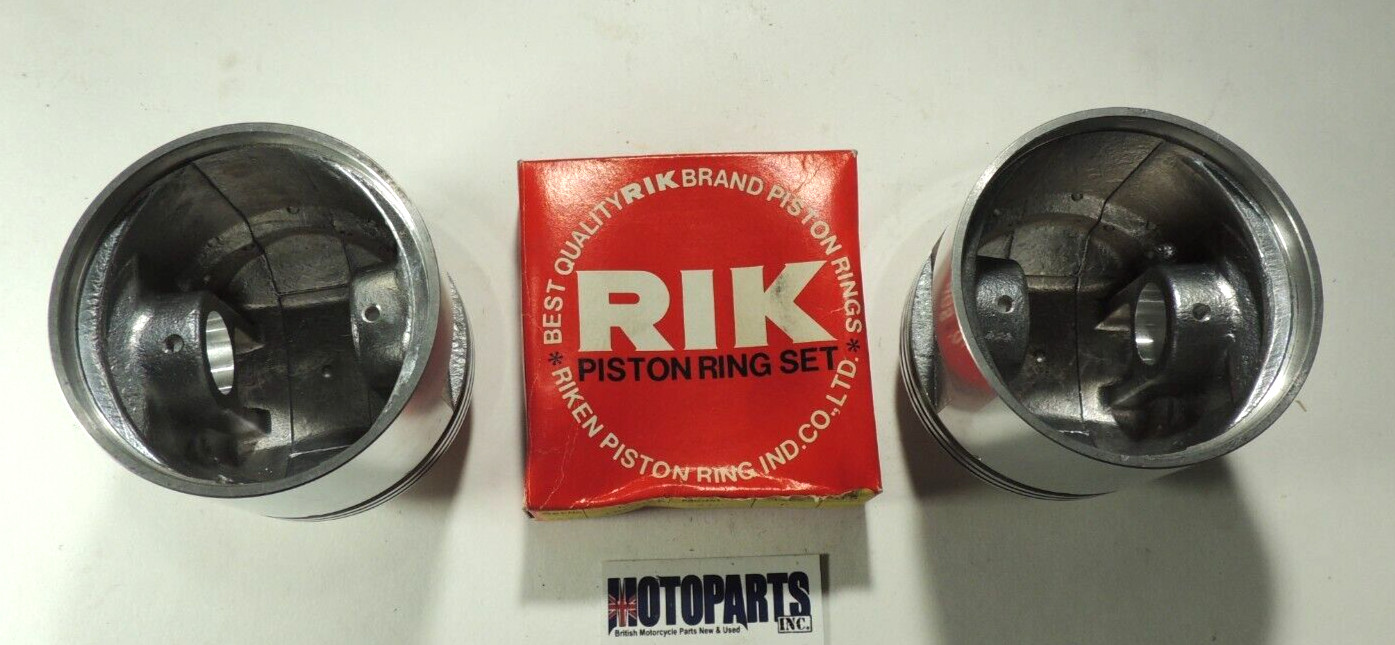 BEST QUALITY RIK BRAND PISTON RINGS
RIK
PISTON RING SET
* RIKEN PISTON RING IND.CO.,LTD. *
MOTOPARTS
INC.
British Motorcycle Parts New & Used